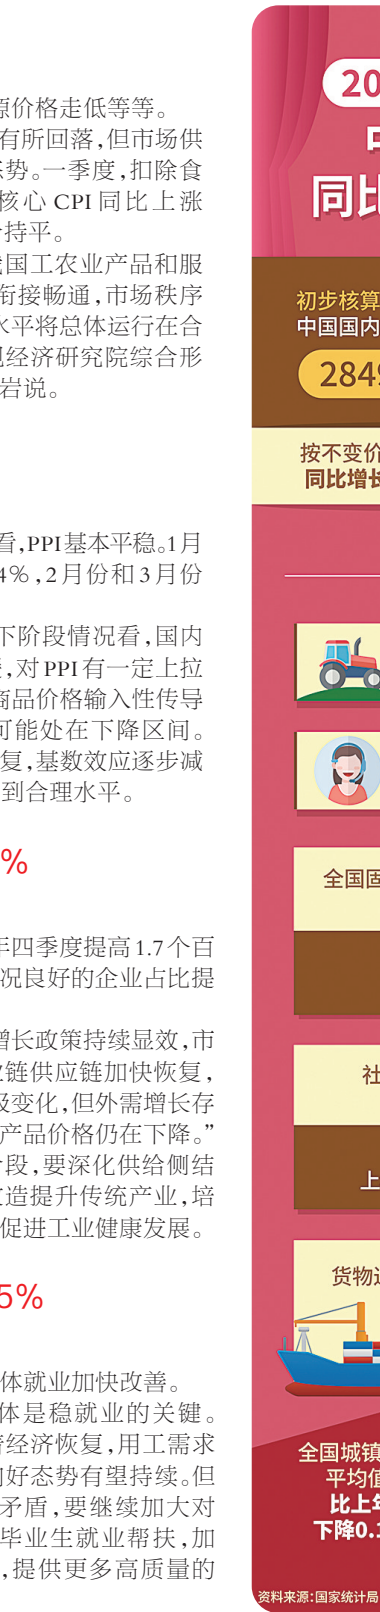 源价格走低等等。
有所回落，但市场供
态势。一季度，扣除食
核心CPI同比上涨
持平。
我国工农业产品和服
衔接畅通，市场秩序
水平将总体运行在合
观经济研究院综合形
岩说。
看，PPI基本平稳。1月
4%，2月份和3月份
下阶段情况看，国内
，对PPI有一定上拉
商品价格输入性传导
可能处在下降区间。
复，基数效应逐步减
到合理水平。
%
年四季度提高1.7个百
况良好的企业占比提
增长政策持续显效，市
业链供应链加快恢复，
级变化，但外需增长存
产品价格仍在下降。”
阶段，要深化供给侧结
改造提升传统产业，培
促进工业健康发展。
5%
体就业加快改善。
体是稳就业的关键。
着经济恢复，用工需求
向好态势有望持续。但
矛盾，要继续加大对
毕业生就业帮扶，加
，提供更多高质量的
20
中
同比
初步核算
中国国内
2849
按不变价
同比增长
全国固
社
上
货物进
全国城镇
平均值
比上年
下降0.1
资料来源：国家统计局